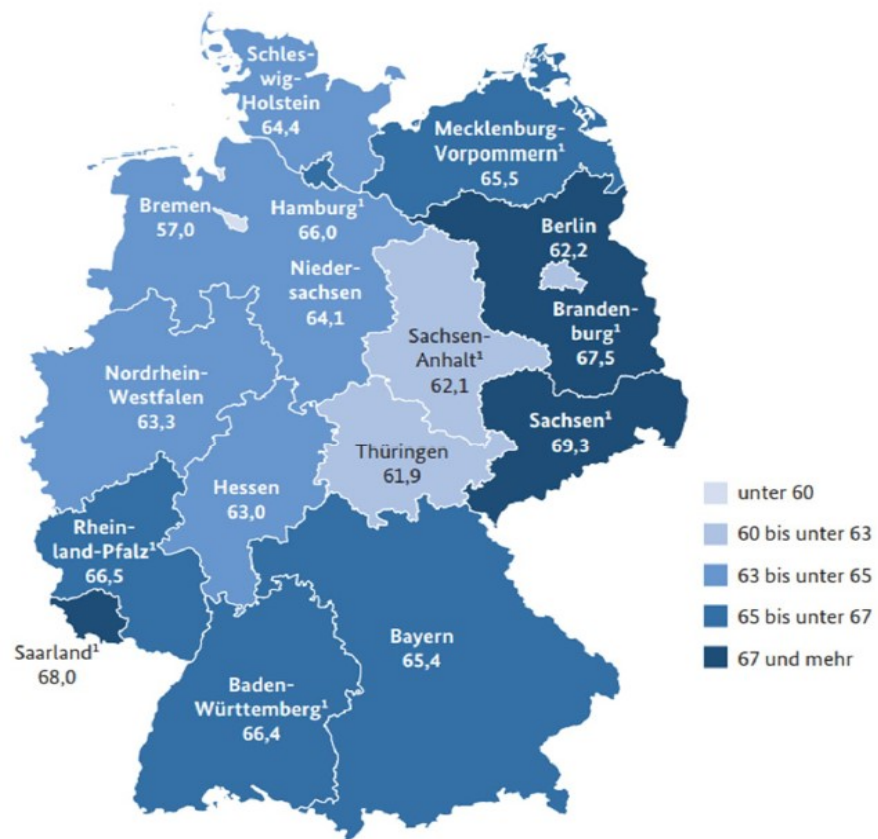 Schles-
wig-
Holstein
64,4
Mecklenburg-
Vorpommern¹
65,5
Bremen
57,0
Hamburg¹
66,0
Berlin
62,2
Nieder-
sachsen
64,1
Branden-
burg¹
67,5
Sachsen-
Anhalt¹
62,1
Nordrhein-
Westfalen
63,3
Sachsen¹
69,3
Thüringen
61,9
Hessen
63,0
Rhein-
land-Pfalz¹
66,5
Saarland¹
68,0
Bayern
65,4
Baden-
Württemberg¹
66,4
unter 60
60 bis unter 63
63 bis unter 65
65 bis unter 67
67 und mehr